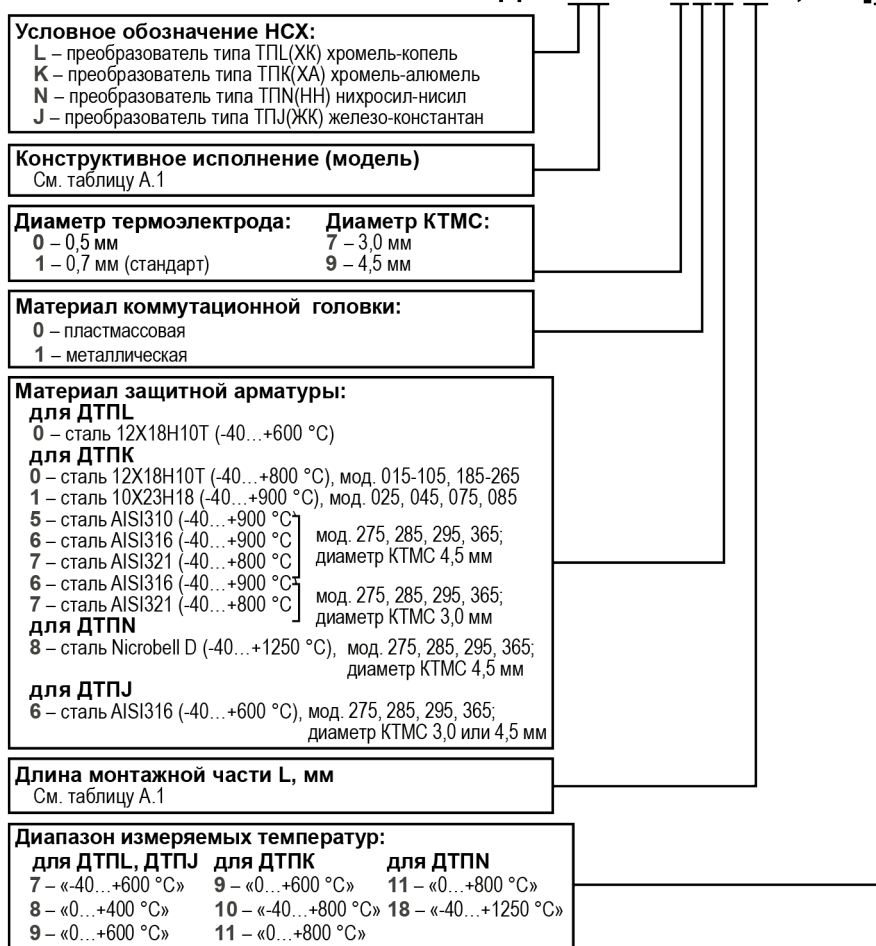 Условное обозначение НСХ:
L – преобразователь типа ТПL(ХК) хромель-копель
K – преобразователь типа ТПК(ХА) хромель-алюмель
N – преобразователь типа ТПN(НН) нихросил-нисил
J – преобразователь типа ТПJ(ЖК) железо-константан
Конструктивное исполнение (модель)
См. таблицу А.1
Диаметр термоэлектрода: Диаметр КТМС:
0 – 0,5 мм 7 – 3,0 мм
1 – 0,7 мм (стандарт) 9 – 4,5 мм
Материал коммутационной головки:
0 – пластмассовая
1 – металлическая
Материал защитной арматуры:
для ДТПL
0 – сталь 12Х18Н10Т (-40…+600 °С)
для ДТПК
0 – сталь 12Х18Н10Т (-40…+800 °С), мод. 015-105, 185-265
1 – сталь 10Х23Н18 (-40…+900 °С), мод. 025, 045, 075, 085
5 – сталь AISI310 (-40…+900 °С
6 – сталь AISI316 (-40…+900 °С мод. 275, 285, 295, 365;
7 – сталь AISI321 (-40…+800 °С диаметр КТМС 4,5 мм
6 – сталь AISI316 (-40…+900 °С
7 – сталь AISI321 (-40…+800 °С мод. 275, 285, 295, 365;
диаметр КТМС 3,0 мм
для ДТПN
8 – сталь Nicrobell D (-40…+1250 °С), мод. 275, 285, 295, 365;
диаметр КТМС 4,5 мм
для ДТПJ
6 – сталь AISI316 (-40…+600 °С), мод. 275, 285, 295, 365;
диаметр КТМС 3,0 или 4,5 мм
Длина монтажной части L, мм
См. таблицу А.1
Диапазон измеряемых температур:
для ДТПL, ДТПJ для ДТПК для ДТПN
7 – «-40…+600 °С» 9 – «0…+600 °С» 11 – «0…+800 °С»
8 – «0…+400 °С» 10 – «-40…+800 °С» 18 – «-40…+1250 °С»
9 – «0…+600 °С» 11 – «0…+800 °С»